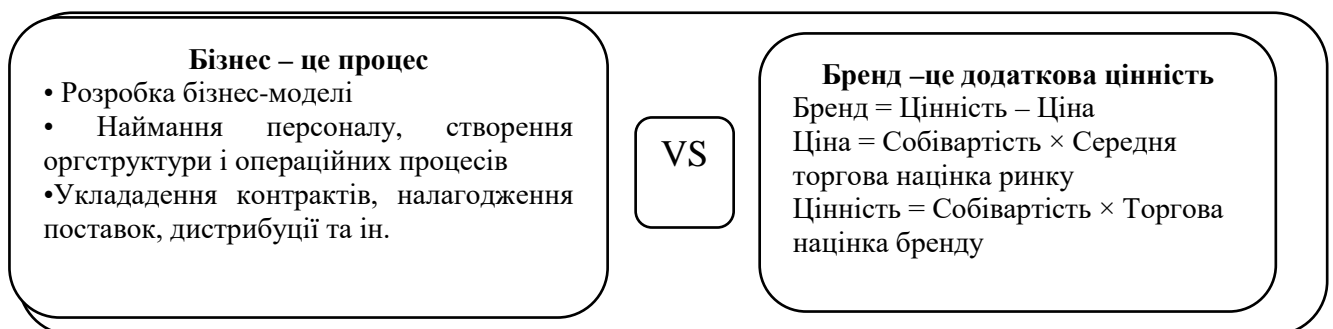 Бізнес – це процес
• Розробка бізнес-моделі
• Наймання персоналу, створення
оргструктури і операційних процесів
•Уклададення контрактів, налагодження
поставок, дистрибуції та ін.
VS
Бренд –це додаткова цінність
Бренд = Цінність – Ціна
Ціна = Собівартість × Середня
торгова націнка ринку
Цінність = Собівартість × Торгова
націнка бренду